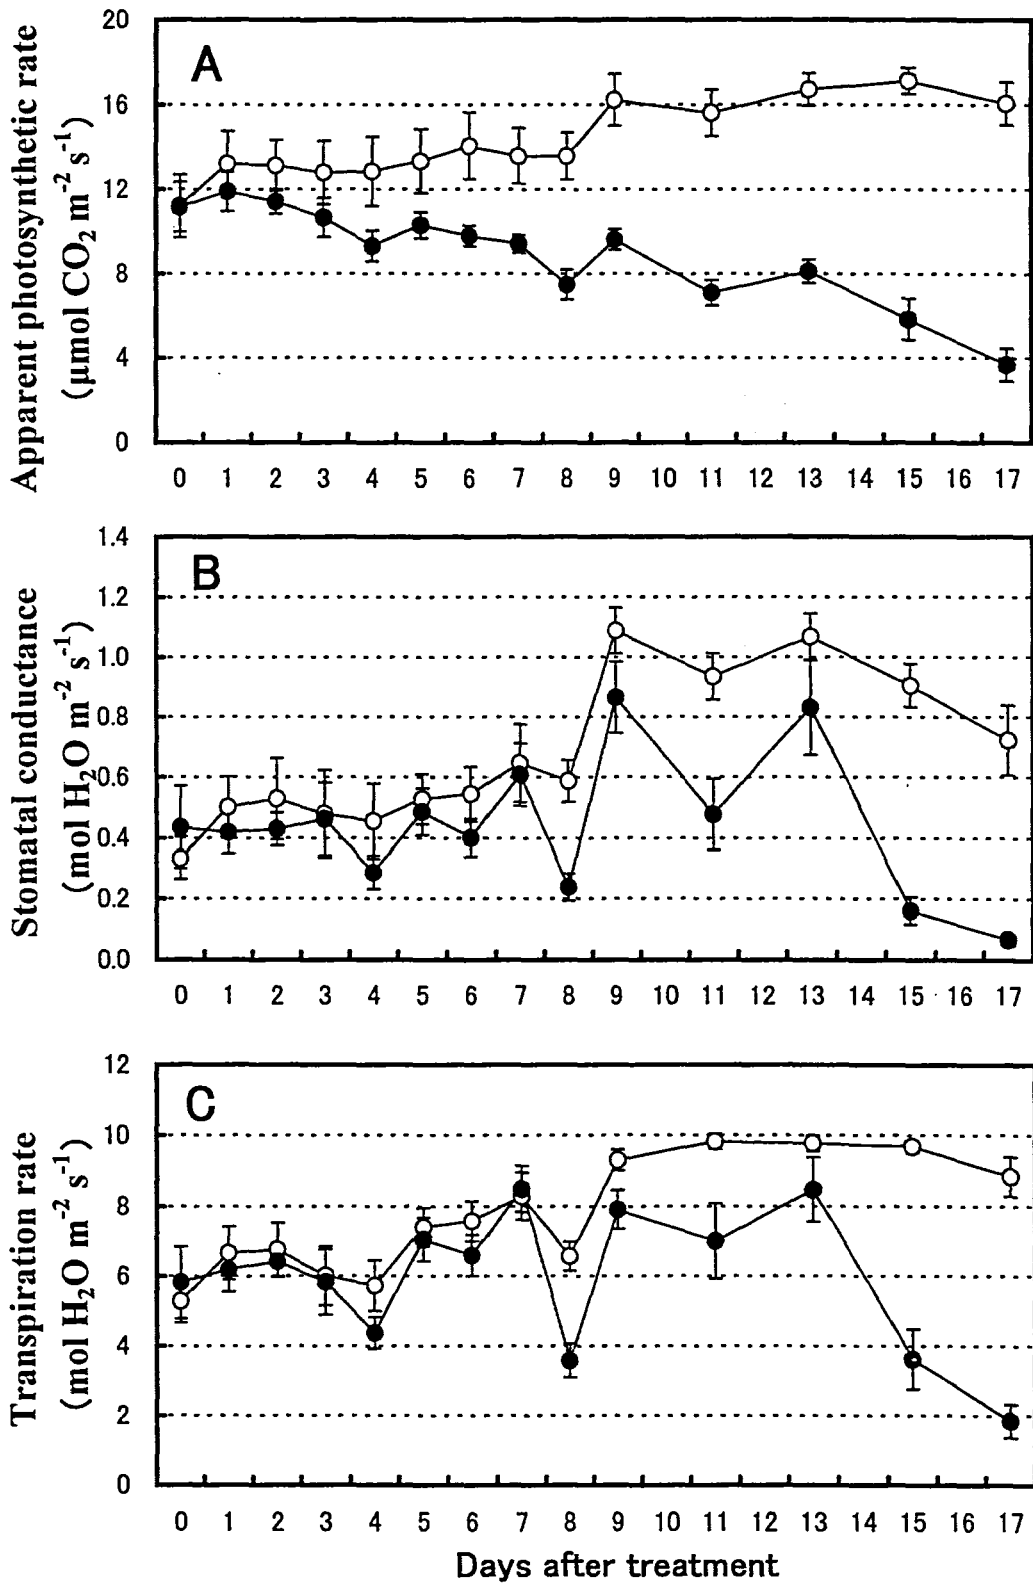 A
Apparent photosynthetic rate
(μmol CO₂ m⁻² s⁻¹)
20
16
12
8
4
0
0 1 2 3 4 5 6 7 8 9 10 11 12 13 14 15 16 17
B
Stomatal conductance
(mol H₂O m⁻² s⁻¹)
1.4
1.2
1.0
0.8
0.6
0.4
0.2
0.0
0 1 2 3 4 5 6 7 8 9 10 11 12 13 14 15 16 17
C
Transpiration rate
(mol H₂O m⁻² s⁻¹)
12
10
8
6
4
2
0
0 1 2 3 4 5 6 7 8 9 10 11 12 13 14 15 16 17
Days after treatment